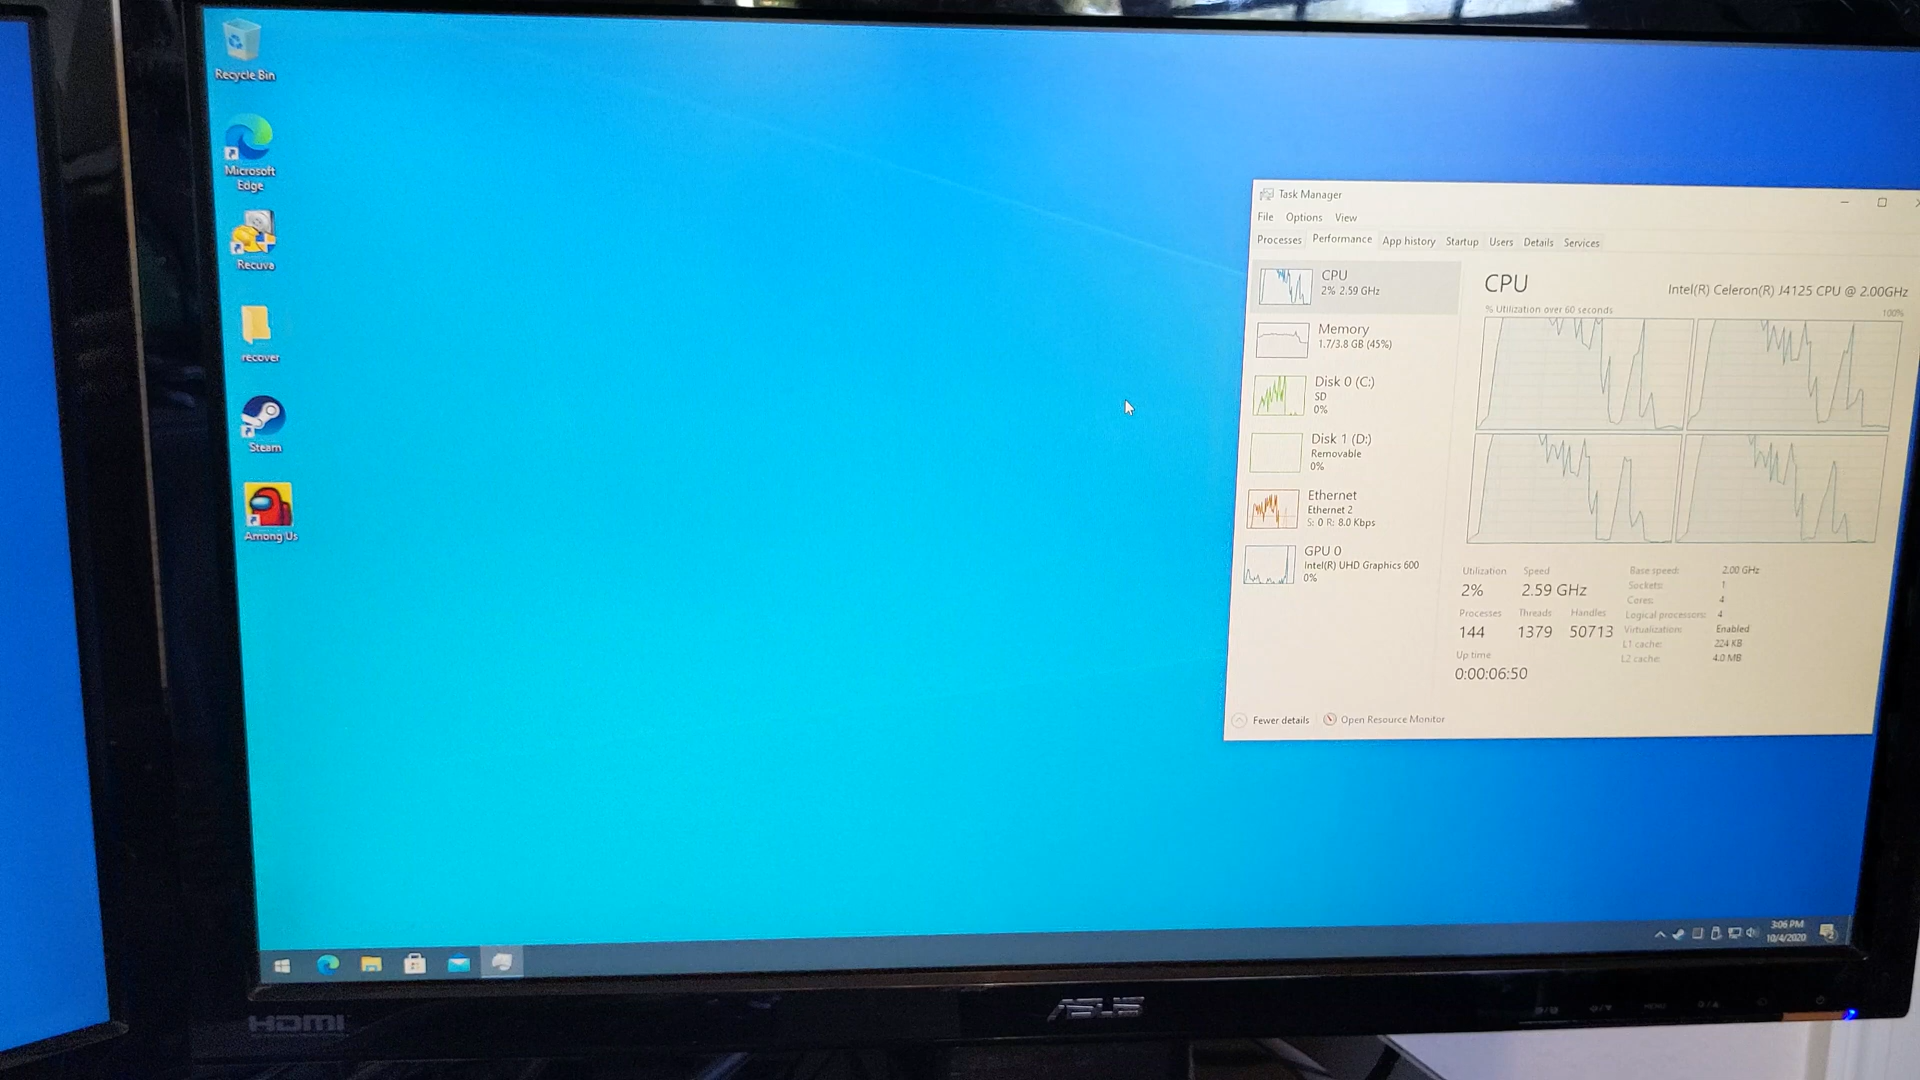 Recycle Bin
Microsoft
Edge
Recuva
recover
Steam
Among Us
Task Manager
File Options View
Processes Performance App history Startup Users Details Services
CPU
2% 2.59 GHz
Memory
1.7/3.8 GB (45%)
Disk 0 (C:)
SD
0%
Disk 1 (D:)
Removable
0%
Ethernet
Ethernet 2
S: 0 R: 8.0 Kbps
GPU 0
Intel(R) UHD Graphics 600
0%
CPU
Intel(R) Celeron(R) J4125 CPU @ 2.00GHz
% Utilization over 60 seconds
100%
Utilization Speed
2% 2.59 GHz
Processes Threads Handles
144 1379 50713
Up time
0:00:06:50
Base speed: 2.00 GHz
Sockets: 1
Cores: 4
Logical processors: 4
Virtualization: Enabled
L1 cache: 224 KB
L2 cache: 4.0 MB
Fewer details Open Resource Monitor
3:06 PM
10/4/2020
2
HDMI
ASUS
MENU